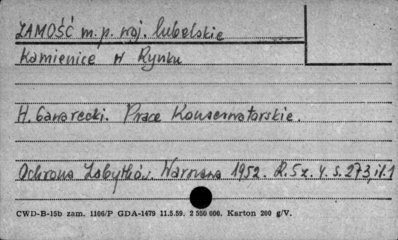 ZAMOŚĆ m.p. woj. lubelskie
Kamienice w Rynku
H. Gawarecki. Prace Konserwatorskie.
Ochrona Zabytków. Warszawa 1952. R.5 z. 4. s. 273, il. 1
CWD-B-15b zam. 1106/P GDA-1479 11.5.59. 2 550 000. Karton 200 g/V.